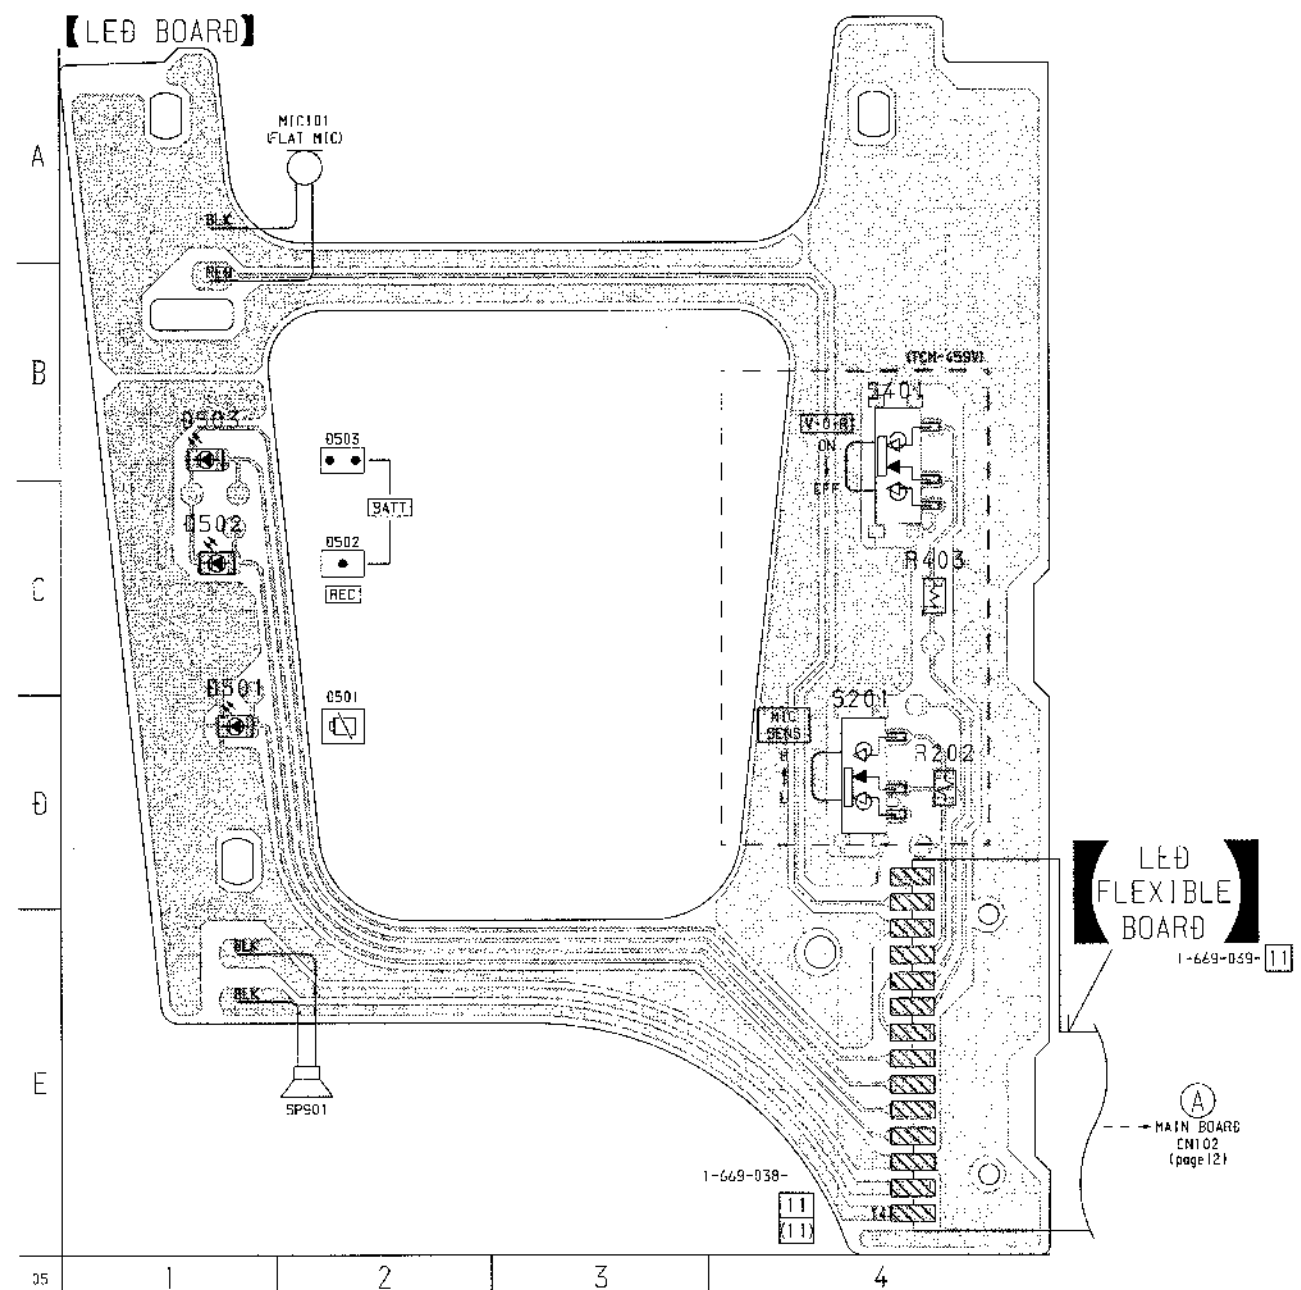 【LED BOARD】
MIC101
(FLAT MIC)
A
BLK
RED
B
(TCM-459V)
S401
V·O·R
ON
OFF
D503
D503
BATT
D502
D502
REC
C
R403
D501
D501
S201
MIC
SENS
H
L
R202
D
LED
FLEXIBLE
BOARD
1-669-039- 11
BLK
BLK
E
SP901
A
MAIN BOARD
CN102
(page 12)
1-669-038-
11
(11)
05
1
2
3
4